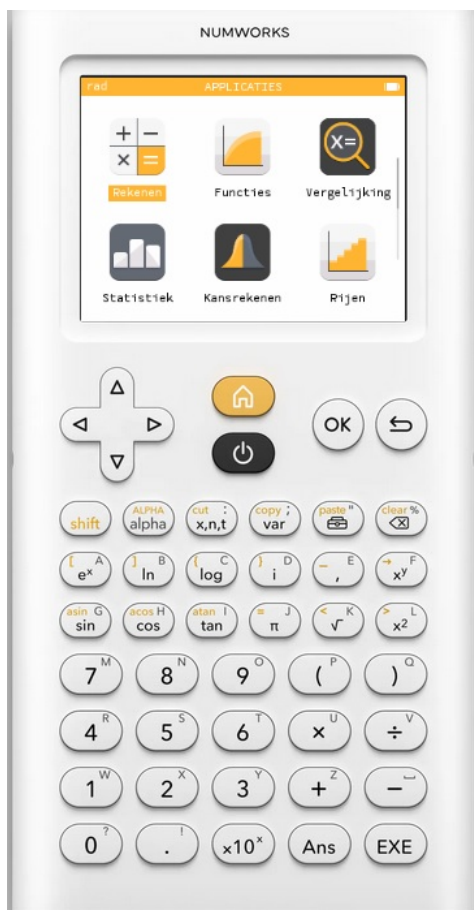 NUMWORKS
rad APPLICATIES
Rekenen Functies Vergelijking
Statistiek Kansrekenen Rijen
OK
shift ALPHA alpha cut : x,n,t copy ; var paste " clear %
[ A eˣ ] B ln { C log } D i _ E , → F xʸ
asin G sin acos H cos atan I tan = J π < K √ > L x²
7 M 8 N 9 O ( P ) Q
4 R 5 S 6 T × U ÷ V
1 W 2 X 3 Y + Z −
0 ? . ! ×10ˣ Ans EXE